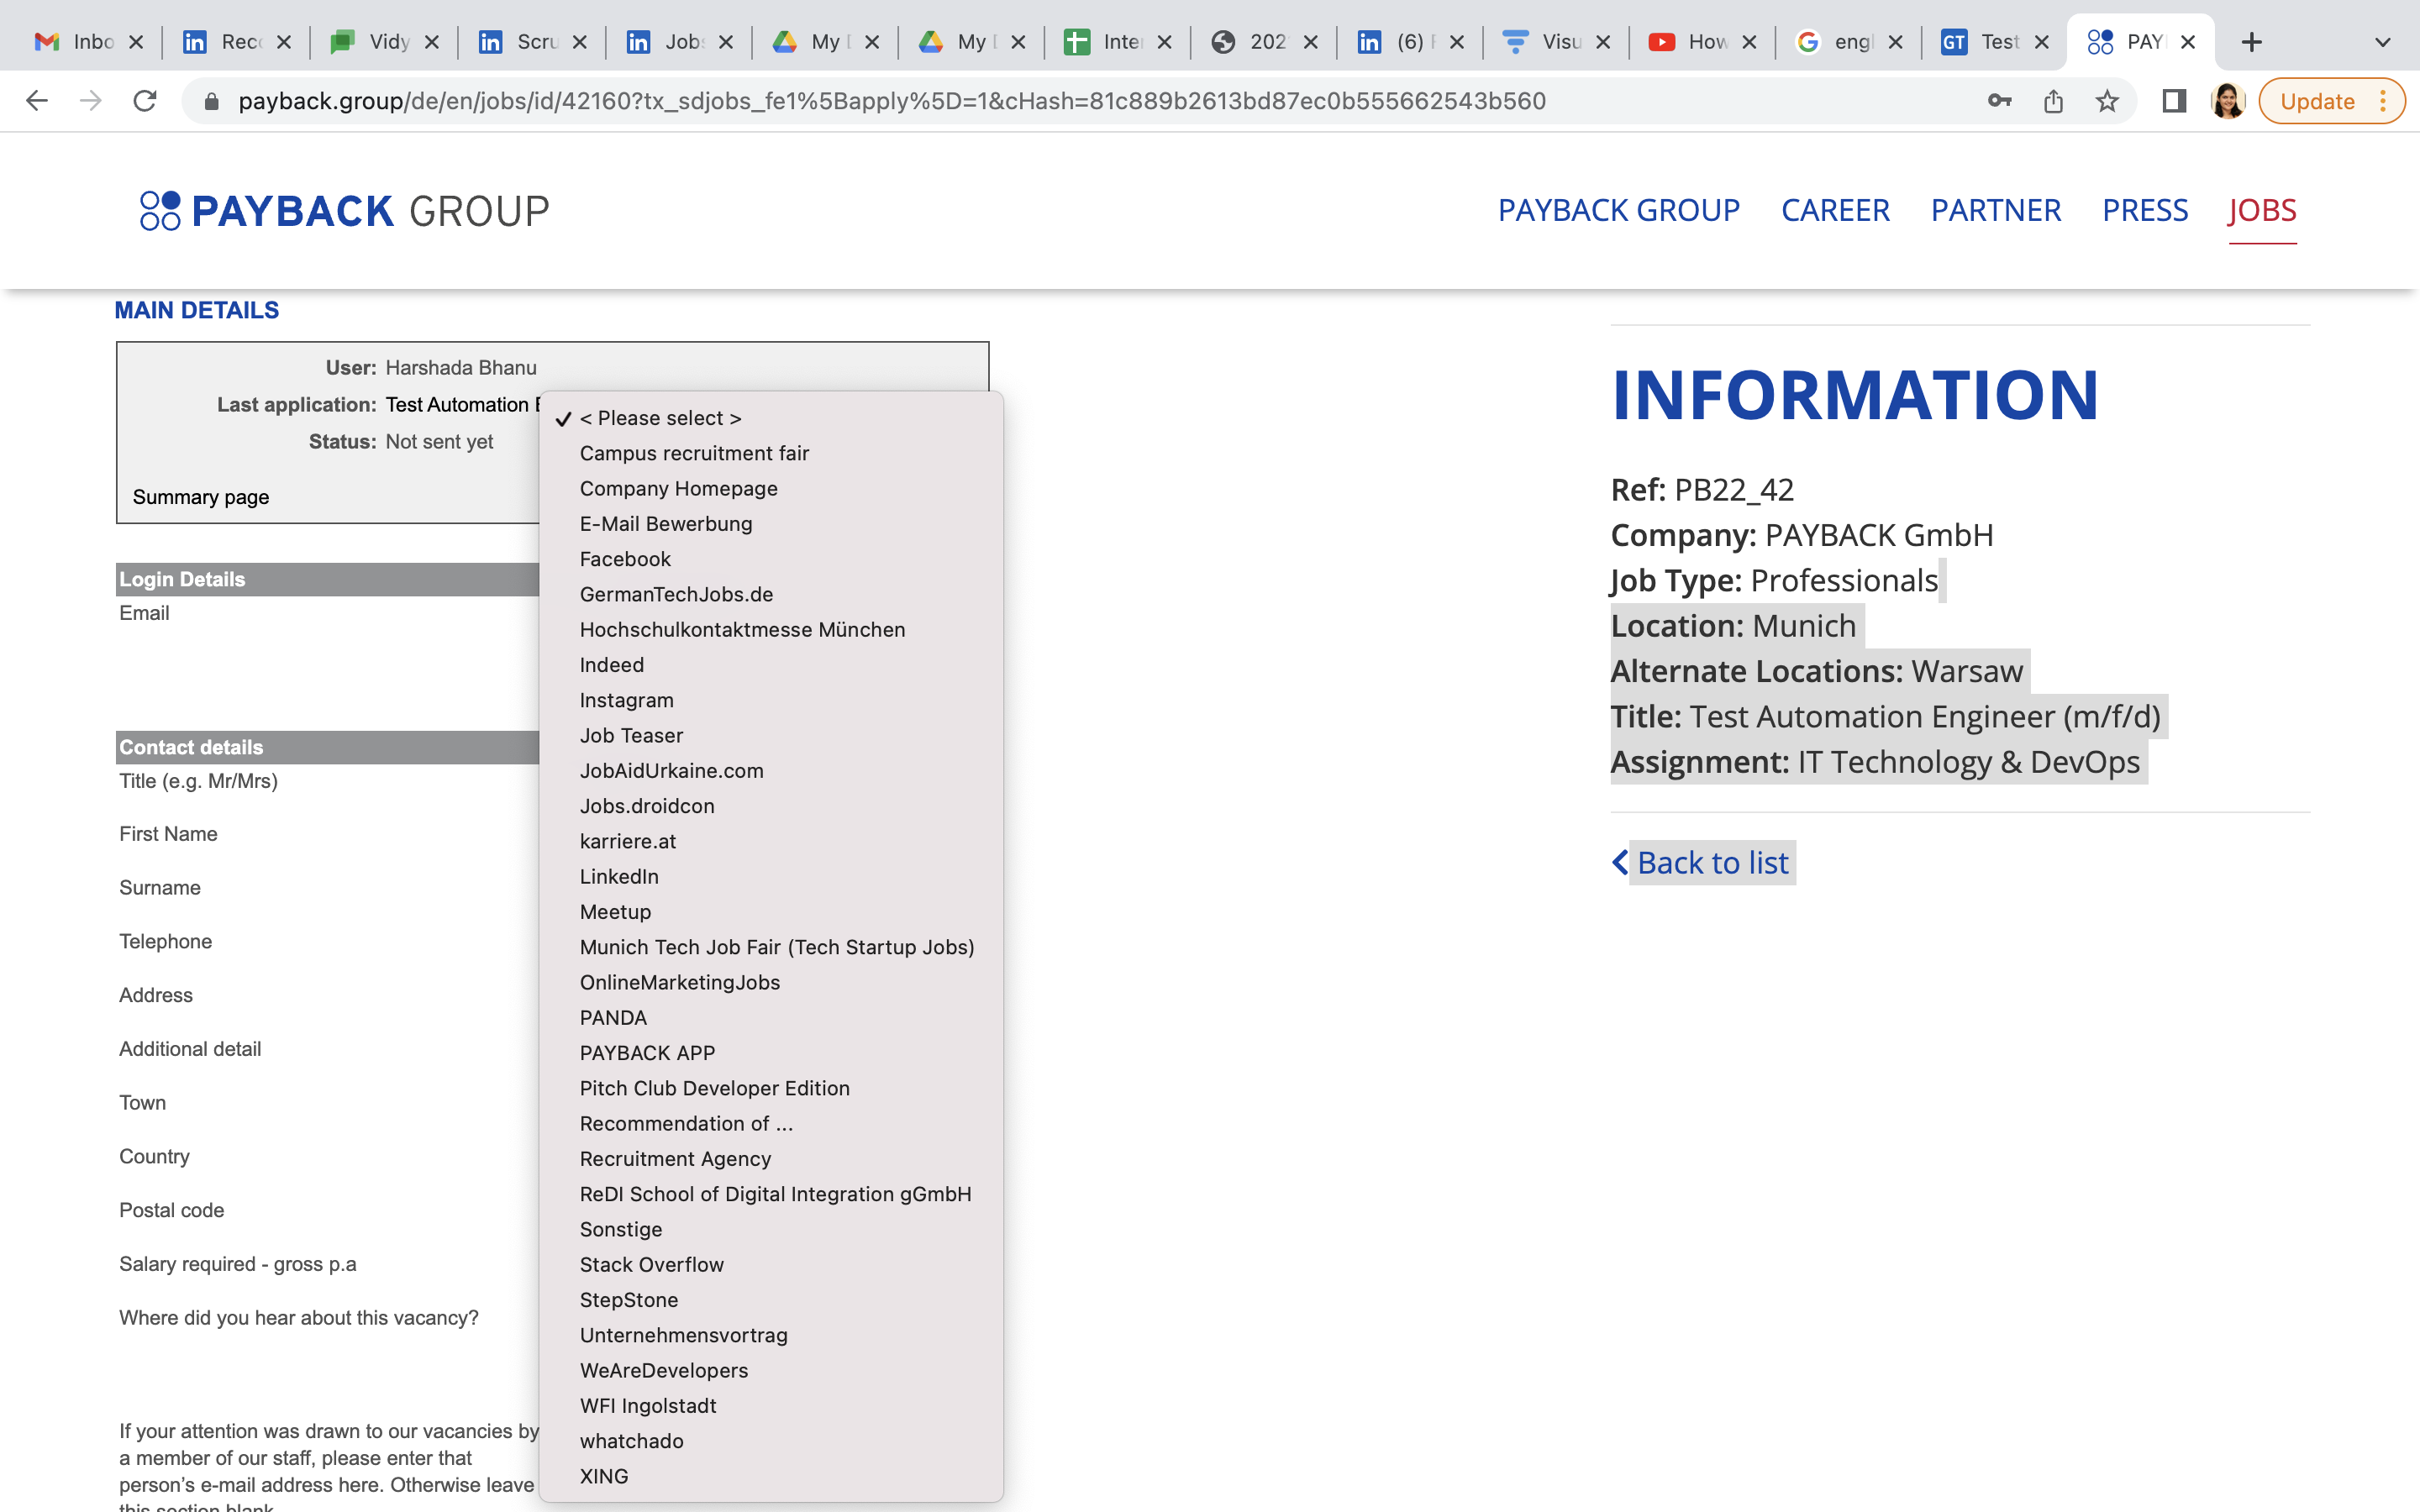 Inbo
Rec
Vidy
Scru
Jobs
My
My
Inter
202
(6)
Visu
How
engl
GT Test
PAY
payback.group/de/en/jobs/id/42160?tx_sdjobs_fe1%5Bapply%5D=1&cHash=81c889b2613bd87ec0b555662543b560
Update
PAYBACK GROUP
PAYBACK GROUP CAREER PARTNER PRESS JOBS
MAIN DETAILS
User: Harshada Bhanu
Last application: Test Automation
Status: Not sent yet
Summary page
Login Details
Email
Contact details
Title (e.g. Mr/Mrs)
First Name
Surname
Telephone
Address
Additional detail
Town
Country
Postal code
Salary required - gross p.a
Where did you hear about this vacancy?
If your attention was drawn to our vacancies by
a member of our staff, please enter that
person's e-mail address here. Otherwise leave
this section blank
< Please select >
Campus recruitment fair
Company Homepage
E-Mail Bewerbung
Facebook
GermanTechJobs.de
Hochschulkontaktmesse München
Indeed
Instagram
Job Teaser
JobAidUrkaine.com
Jobs.droidcon
karriere.at
LinkedIn
Meetup
Munich Tech Job Fair (Tech Startup Jobs)
OnlineMarketingJobs
PANDA
PAYBACK APP
Pitch Club Developer Edition
Recommendation of ...
Recruitment Agency
ReDI School of Digital Integration gGmbH
Sonstige
Stack Overflow
StepStone
Unternehmensvortrag
WeAreDevelopers
WFI Ingolstadt
whatchado
XING
INFORMATION
Ref: PB22_42
Company: PAYBACK GmbH
Job Type: Professionals
Location: Munich
Alternate Locations: Warsaw
Title: Test Automation Engineer (m/f/d)
Assignment: IT Technology & DevOps
Back to list